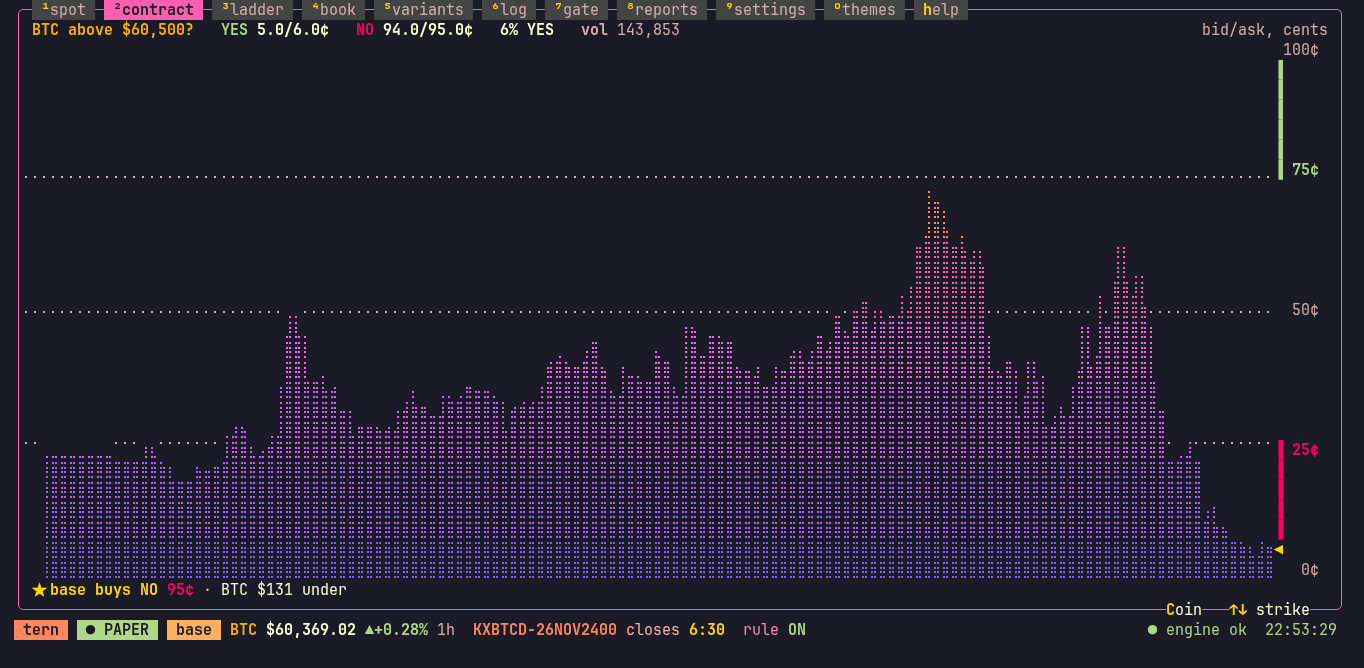 ¹spot ²contract ³ladder ⁴book ⁵variants ⁶log ⁷gate ⁸reports ⁹settings ⁰themes help
BTC above $60,500? YES 5.0/6.0¢ NO 94.0/95.0¢ 6% YES vol 143,853 bid/ask, cents
100¢
75¢
50¢
25¢
0¢
★base buys NO 95¢ · BTC $131 under
Coin ↑↓ strike
tern ● PAPER base BTC $60,369.02 ▲+0.28% 1h KXBTCD-26NOV2400 closes 6:30 rule ON ● engine ok 22:53:29